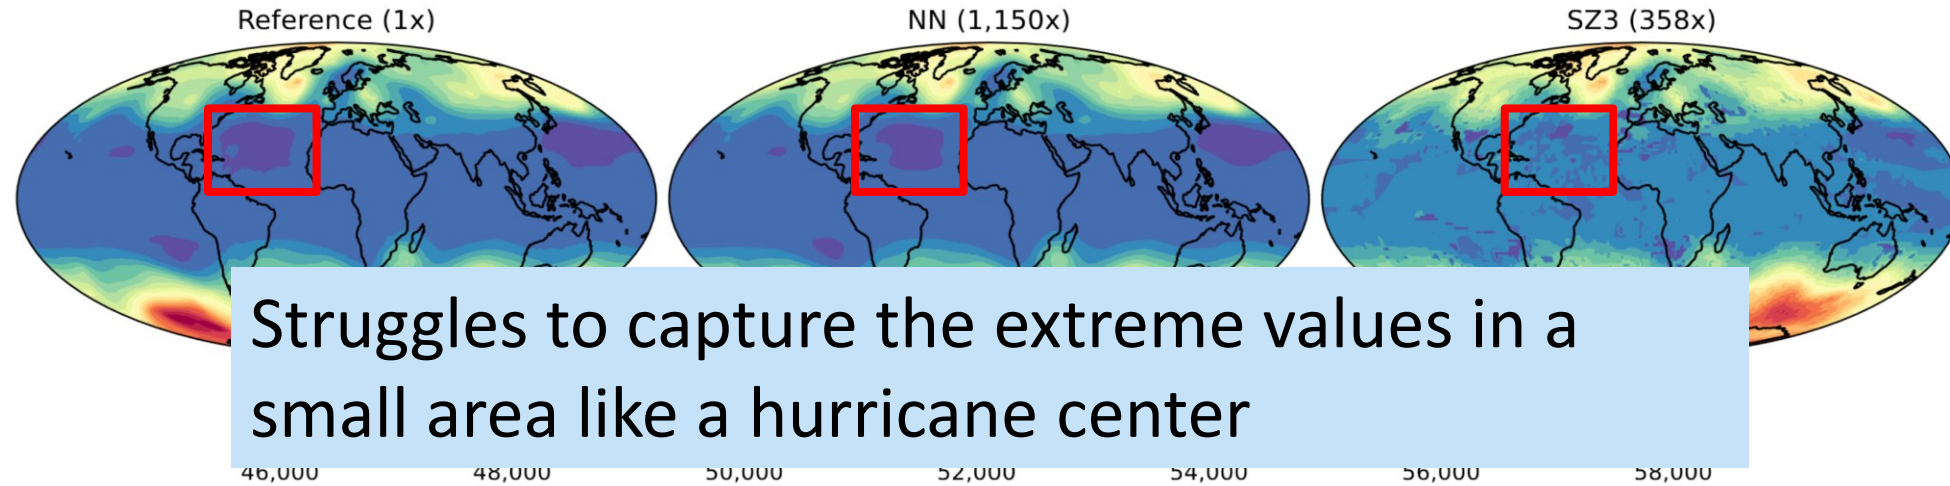 Reference (1x)
NN (1,150x)
SZ3 (358x)
Struggles to capture the extreme values in a
small area like a hurricane center
46,000
48,000
50,000
52,000
54,000
56,000
58,000